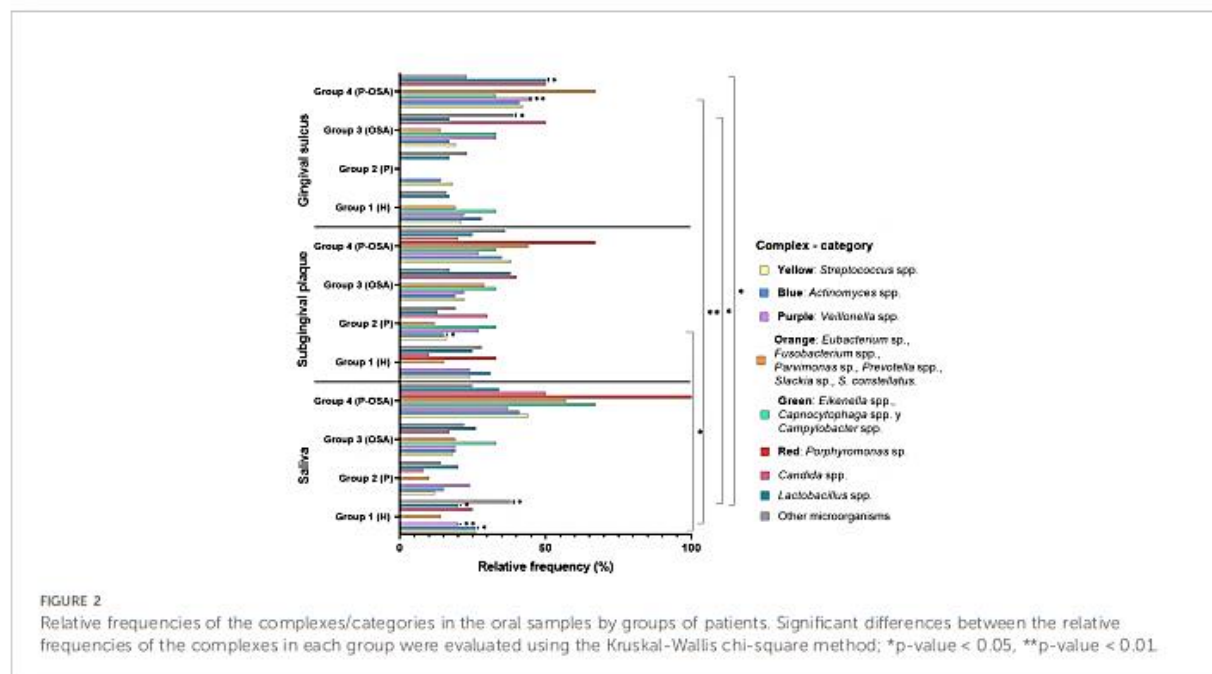 Gingival sulcus
Group 4 (P-OSA)
Group 3 (OSA)
Group 2 (P)
Group 1 (H)
Subgingival plaque
Group 4 (P-OSA)
Group 3 (OSA)
Group 2 (P)
Group 1 (H)
Saliva
Group 4 (P-OSA)
Group 3 (OSA)
Group 2 (P)
Group 1 (H)
0 50 100
Relative frequency (%)
Complex - category
Yellow: Streptococcus spp.
Blue: Actinomyces spp.
Purple: Veillonella spp.
Orange: Eubacterium sp.,
Fusobacterium spp.,
Parvimonas sp., Prevotella spp.,
Slackia sp., S. constellatus.
Green: Eikenella spp.,
Capnocytophaga spp. y
Campylobacter spp.
Red: Porphyromonas sp.
Candida spp.
Lactobacillus spp.
Other microorganisms
FIGURE 2
Relative frequencies of the complexes/categories in the oral samples by groups of patients. Significant differences between the relative
frequencies of the complexes in each group were evaluated using the Kruskal-Wallis chi-square method; *p-value < 0.05, **p-value < 0.01.